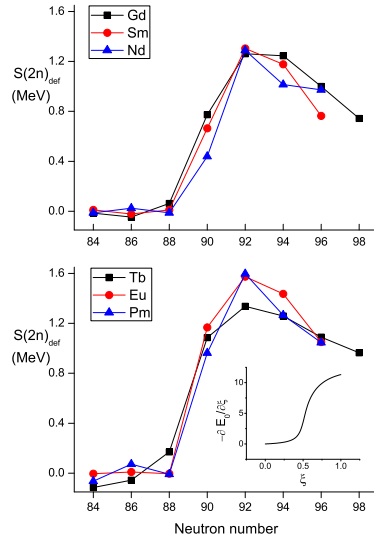 1.6
Gd
Sm
Nd
S(2n)def
(MeV)
1.2
0.8
0.4
0.0
84 86 88 90 92 94 96 98
1.6
Tb
Eu
Pm
S(2n)def
(MeV)
1.2
0.8
0.4
0.0
10
5
0
−∂ E0/∂ξ
0.0 0.5 1.0
ξ
84 86 88 90 92 94 96 98
Neutron number